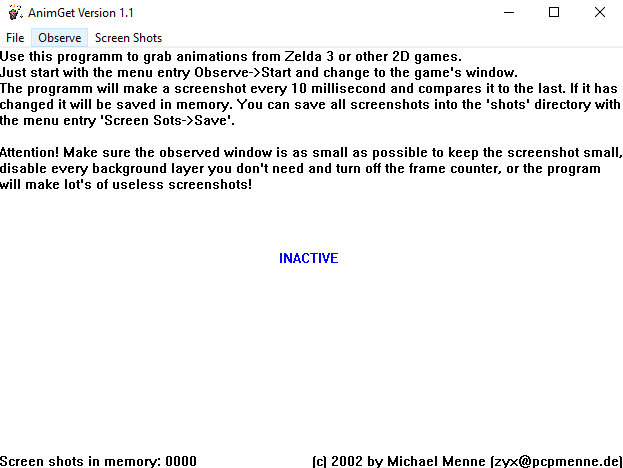 AnimGet Version 1.1
File Observe Screen Shots
Use this programm to grab animations from Zelda 3 or other 2D games.
Just start with the menu entry Observe->Start and change to the game's window.
The programm will make a screenshot every 10 millisecond and compares it to the last. If it has
changed it will be saved in memory. You can save all screenshots into the 'shots' directory with
the menu entry 'Screen Sots->Save'.
Attention! Make sure the observed window is as small as possible to keep the screenshot small,
disable every background layer you don't need and turn off the frame counter, or the program
will make lot's of useless screenshots!
INACTIVE
Screen shots in memory: 0000 (c) 2002 by Michael Menne (zyx@pcpmenne.de)